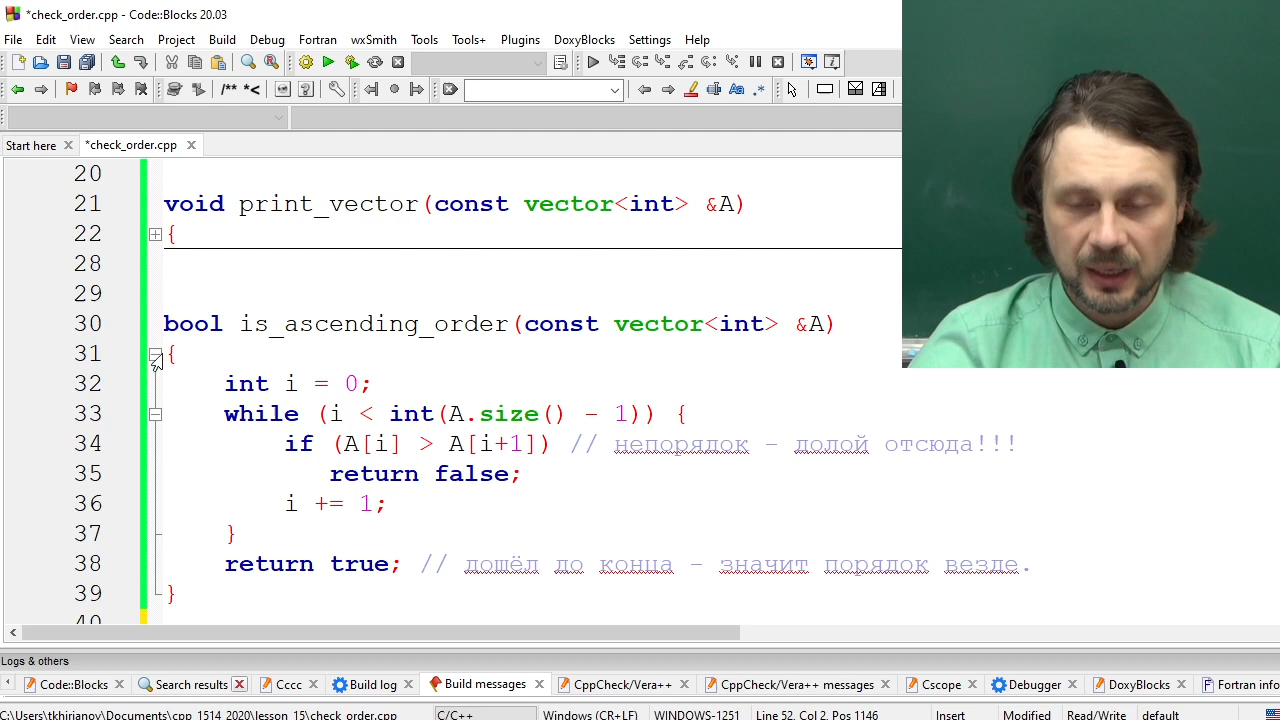 *check_order.cpp - Code::Blocks 20.03
File Edit View Search Project Build Debug Fortran wxSmith Tools Tools+ Plugins DoxyBlocks Settings Help
/** *<
Start here *check_order.cpp
20
21 void print_vector(const vector<int> &A)
22 {
28
29
30 bool is_ascending_order(const vector<int> &A)
31 {
32 int i = 0;
33 while (i < int(A.size() - 1)) {
34 if (A[i] > A[i+1]) // непорядок - долой отсюда!!!
35 return false;
36 i += 1;
37 }
38 return true; // дошёл до конца - значит порядок везде.
39 }
40
Logs & others
Code::Blocks Search results Cccc Build log Build messages CppCheck/Vera++ CppCheck/Vera++ messages Cscope Debugger DoxyBlocks Fortran info
C:\Users\tkhirianov\Documents\cpp_1514_2020\lesson_15\check_order.cpp C/C++ Windows (CR+LF) WINDOWS-1251 Line 52, Col 2, Pos 1146 Insert Modified Read/Write default